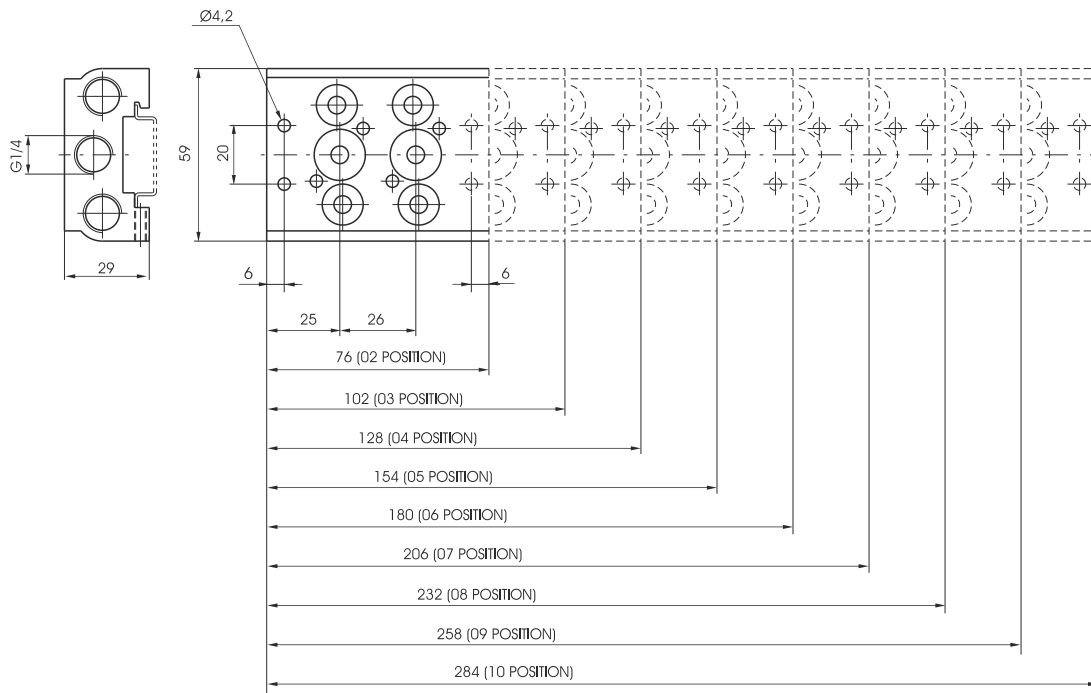 Ø4,2
G1/4
59
20
29
6
6
25
26
76 (02 POSITION)
102 (03 POSITION)
128 (04 POSITION)
154 (05 POSITION)
180 (06 POSITION)
206 (07 POSITION)
232 (08 POSITION)
258 (09 POSITION)
284 (10 POSITION)